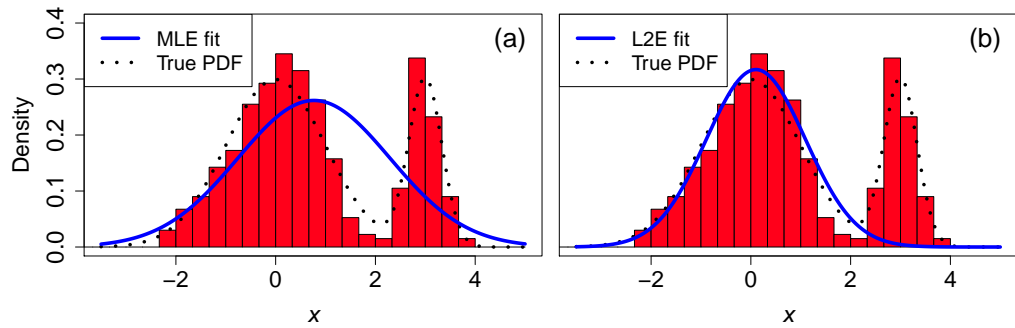 MLE fit
True PDF
(a)
L2E fit
True PDF
(b)
Density
0.0 0.1 0.2 0.3 0.4
−2 0 2 4
−2 0 2 4
x
x